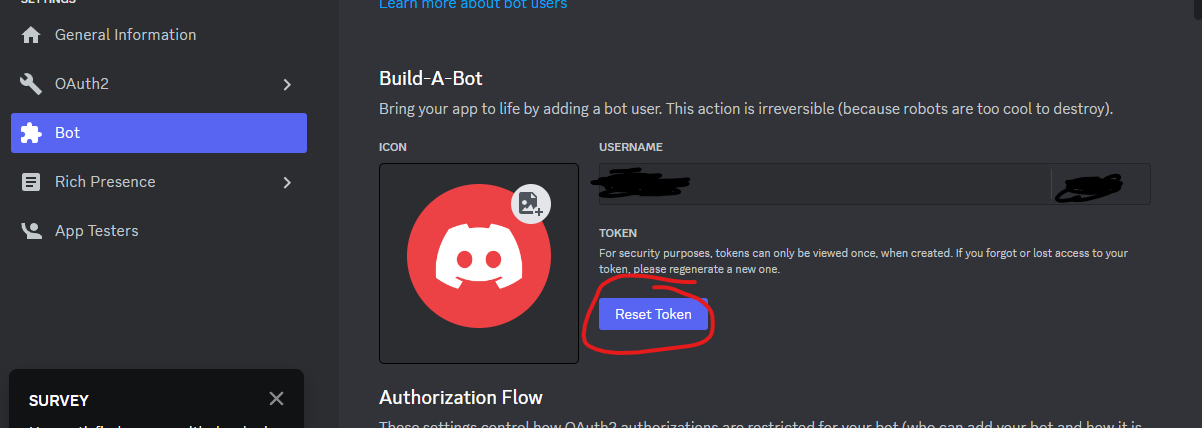 SETTINGS
Learn more about bot users
General Information
OAuth2
Bot
Rich Presence
App Testers
Build-A-Bot
Bring your app to life by adding a bot user. This action is irreversible (because robots are too cool to destroy).
ICON
USERNAME
TOKEN
For security purposes, tokens can only be viewed once, when created. If you forgot or lost access to your
token, please regenerate a new one.
Reset Token
Authorization Flow
These settings control how OAuth2 authorizations are restricted for your bot (who can add your bot and how it is
SURVEY